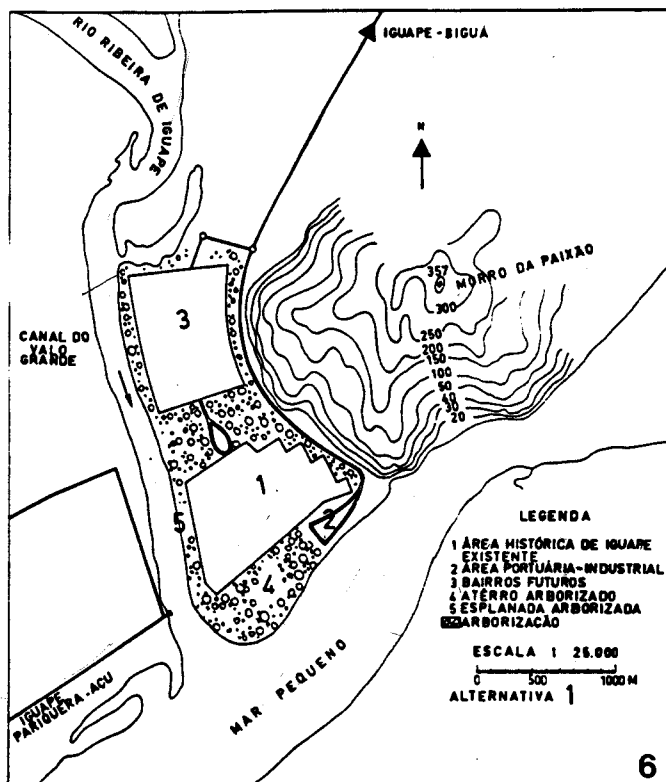 RIO RIBEIRA DE IGUAPE
IGUAPE-BIGUÁ
N
357
MORRO DA PAIXÃO
300
250
200
150
100
50
40
30
20
3
CANAL DO
VALO
GRANDE
1
2
5
4
LEGENDA
1 ÁREA HISTÓRICA DE IGUAPE
EXISTENTE
2 ÁREA PORTUÁRIA-INDUSTRIAL
3 BAIRROS FUTUROS
4 ATÊRRO ARBORIZADO
5 ESPLANADA ARBORIZADA
ARBORIZAÇÃO
ESCALA 1 25.000
0 500 1000 M
ALTERNATIVA 1
IGUAPE
PARIQUERA-AÇU
MAR PEQUENO
6